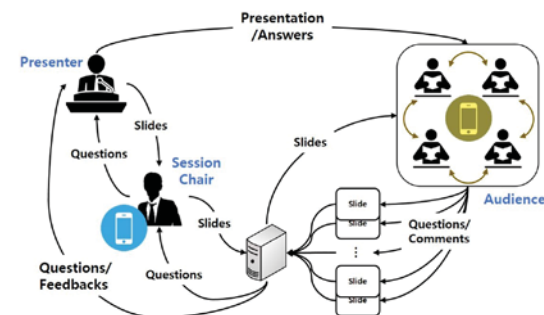 Presentation
/Answers
Presenter
Slides
Questions
Slides
Session
Chair
Slides
Audience
Slide
Slide
Questions/
Comments
...
Slide
Slide
Questions
Questions/
Feedbacks